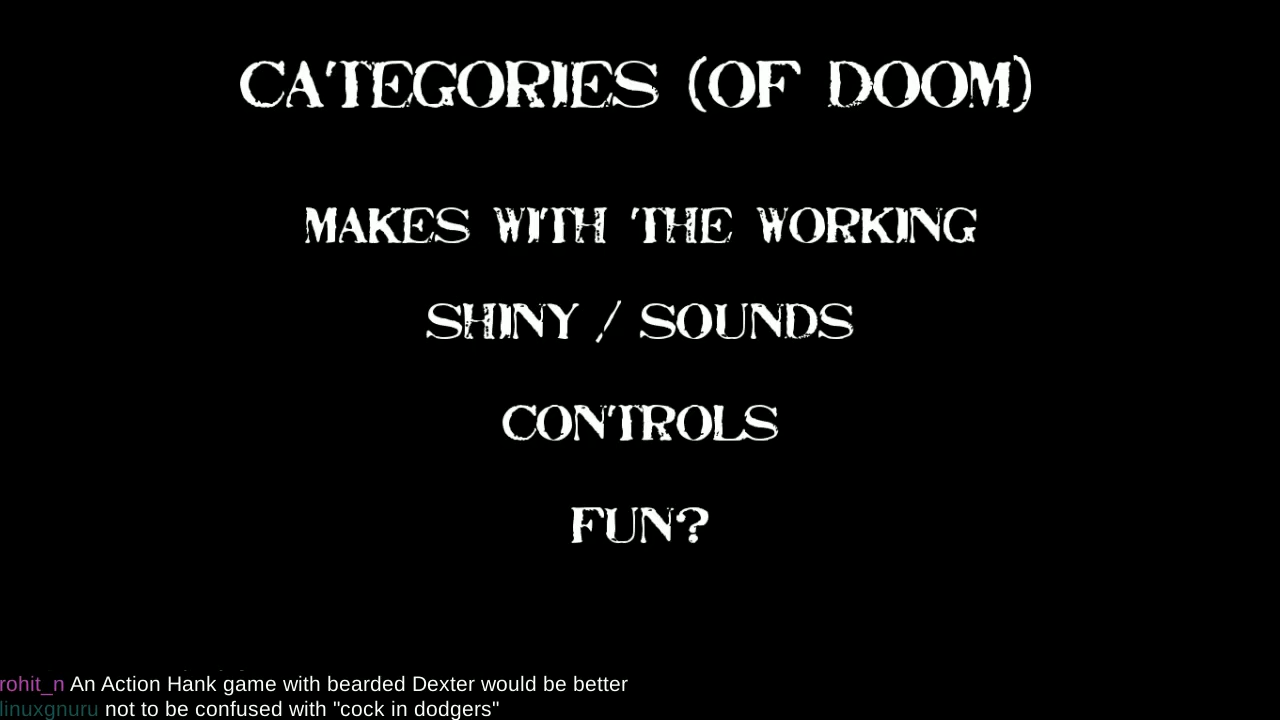 CATEGORIES (OF DOOM)
MAKES WITH THE WORKING
SHINY / SOUNDS
CONTROLS
FUN?
rohit_n An Action Hank game with bearded Dexter would be better
linuxgnuru not to be confused with "cock in dodgers"